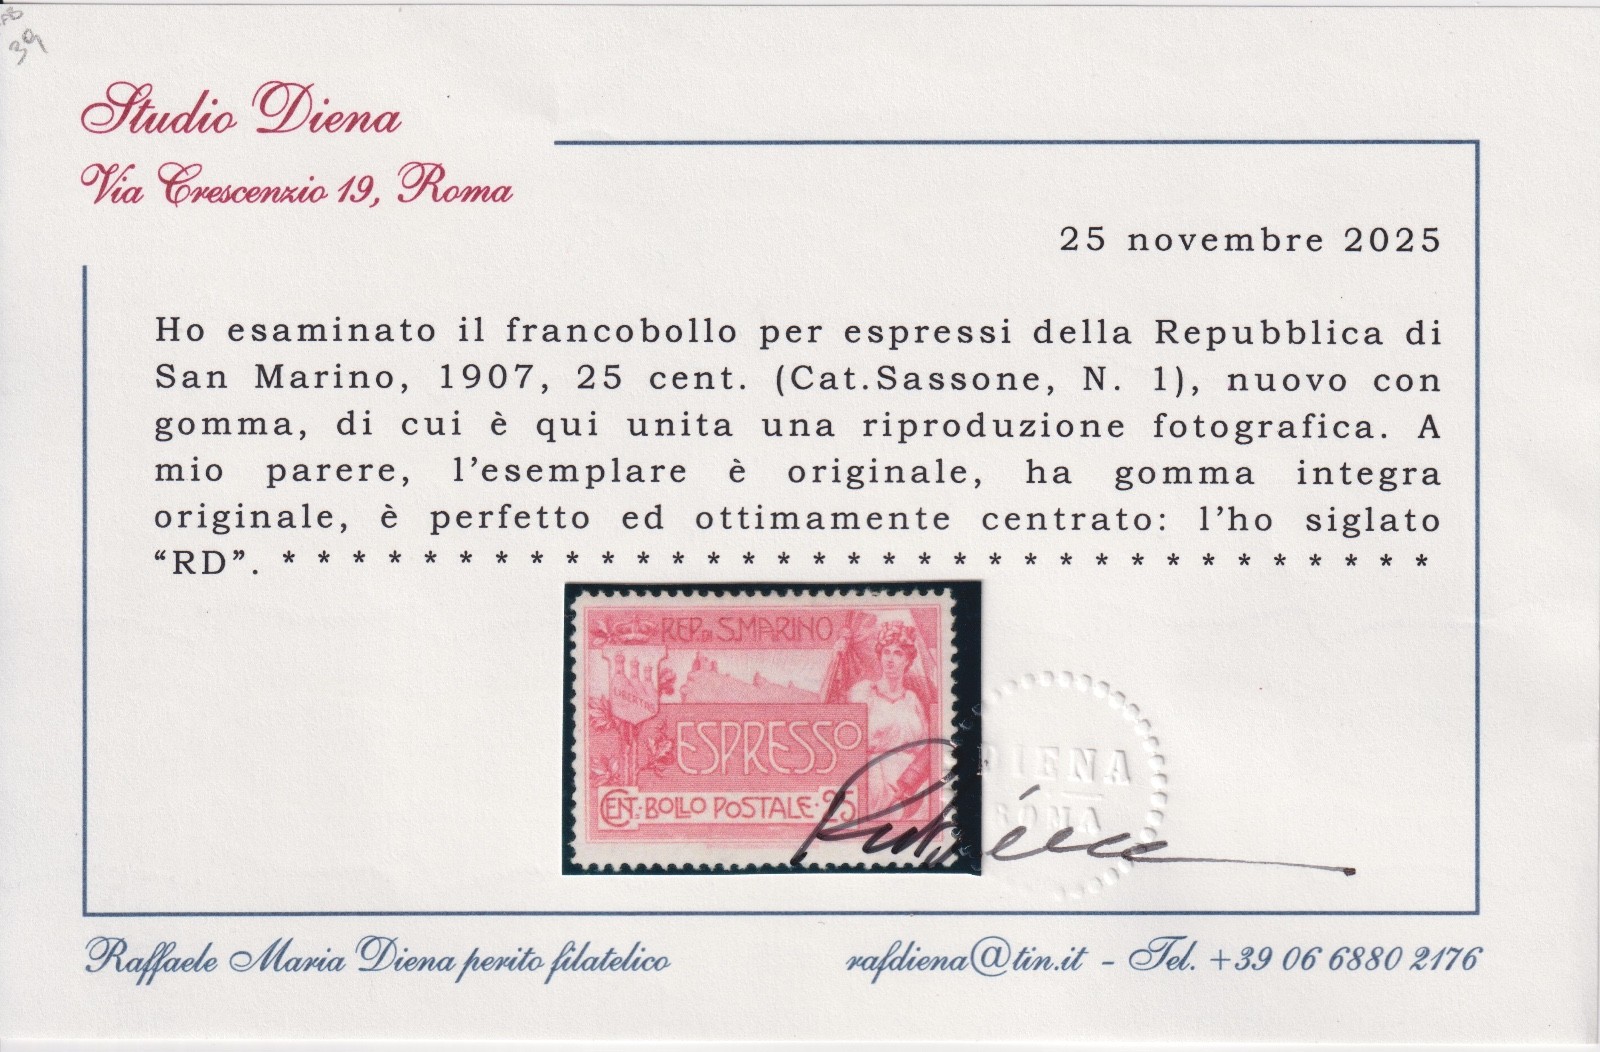 39
Studio Diena
Via Crescenzio 19, Roma
25 novembre 2025
Ho esaminato il francobollo per espressi della Repubblica di
San Marino, 1907, 25 cent. (Cat.Sassone, N. 1), nuovo con
gomma, di cui è qui unita una riproduzione fotografica. A
mio parere, l'esemplare è originale, ha gomma integra
originale, è perfetto ed ottimamente centrato: l'ho siglato
“RD”. * * * * * * * * * * * * * * * * * * * * * * * * * * * * * * * * *
REP. DI S. MARINO
LIBERTAS
ESPRESSO
CENT. BOLLO POSTALE · 25
DIENA
ROMA
Raffaele Maria Diena perito filatelico
rafdiena@tin.it - Tel. +39 06 6880 2176